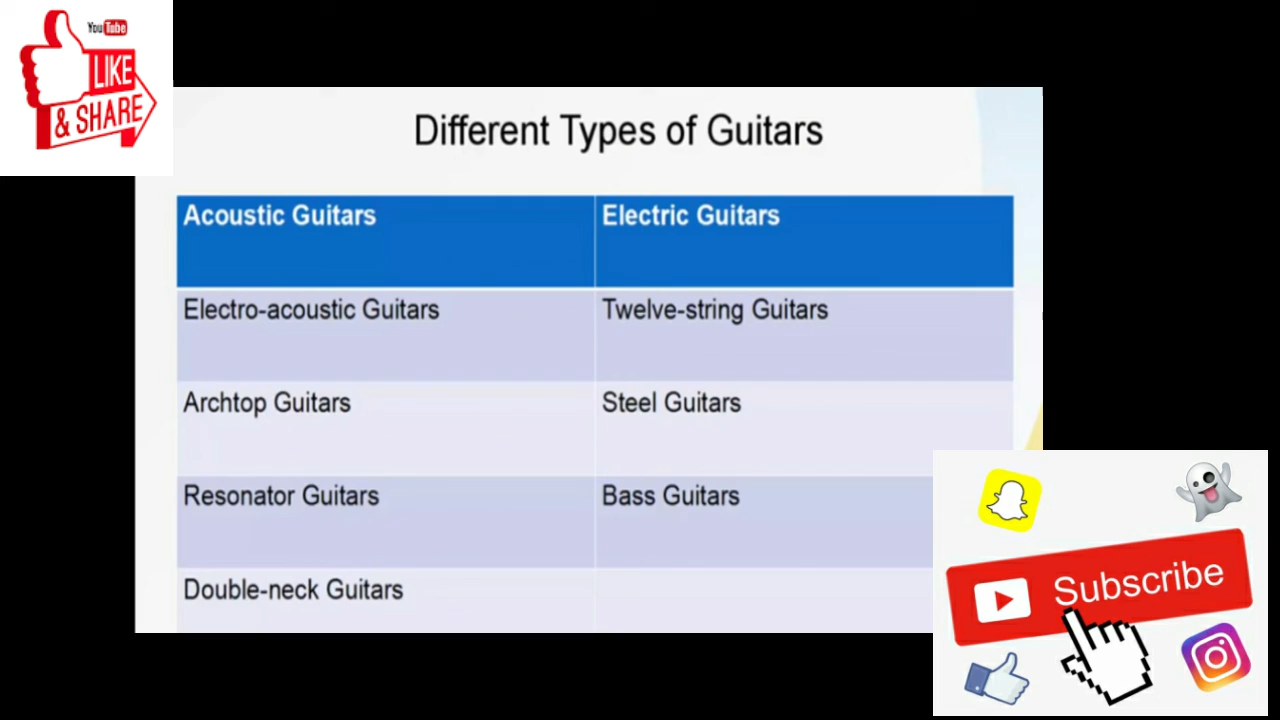 YouTube
LIKE
& SHARE
Different Types of Guitars
Acoustic Guitars
Electric Guitars
Electro-acoustic Guitars
Twelve-string Guitars
Archtop Guitars
Steel Guitars
Resonator Guitars
Bass Guitars
Double-neck Guitars
Subscribe